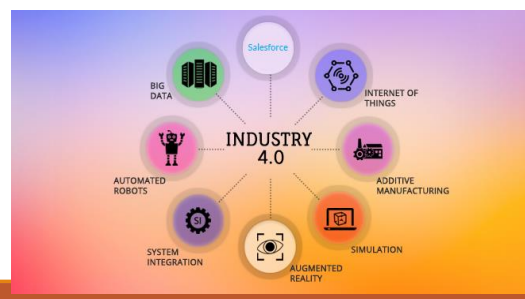 Salesforce
BIG
DATA
INTERNET OF
THINGS
INDUSTRY
4.0
AUTOMATED
ROBOTS
ADDITIVE
MANUFACTURING
SI
SYSTEM
INTEGRATION
SIMULATION
AUGMENTED
REALITY